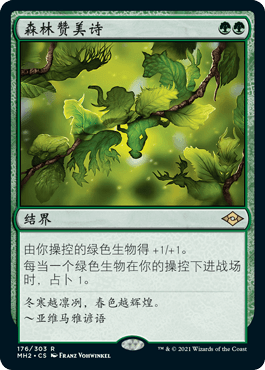 森林赞美诗
结界
由你操控的绿色生物得 +1/+1。
每当一个绿色生物在你的操控下进战场
时，占卜 1。
冬寒越凛冽，春色越辉煌。
～亚维马雅谚语
176/303 R
MH2 • CS FRANZ VOHWINKEL
™ & © 2021 Wizards of the Coast